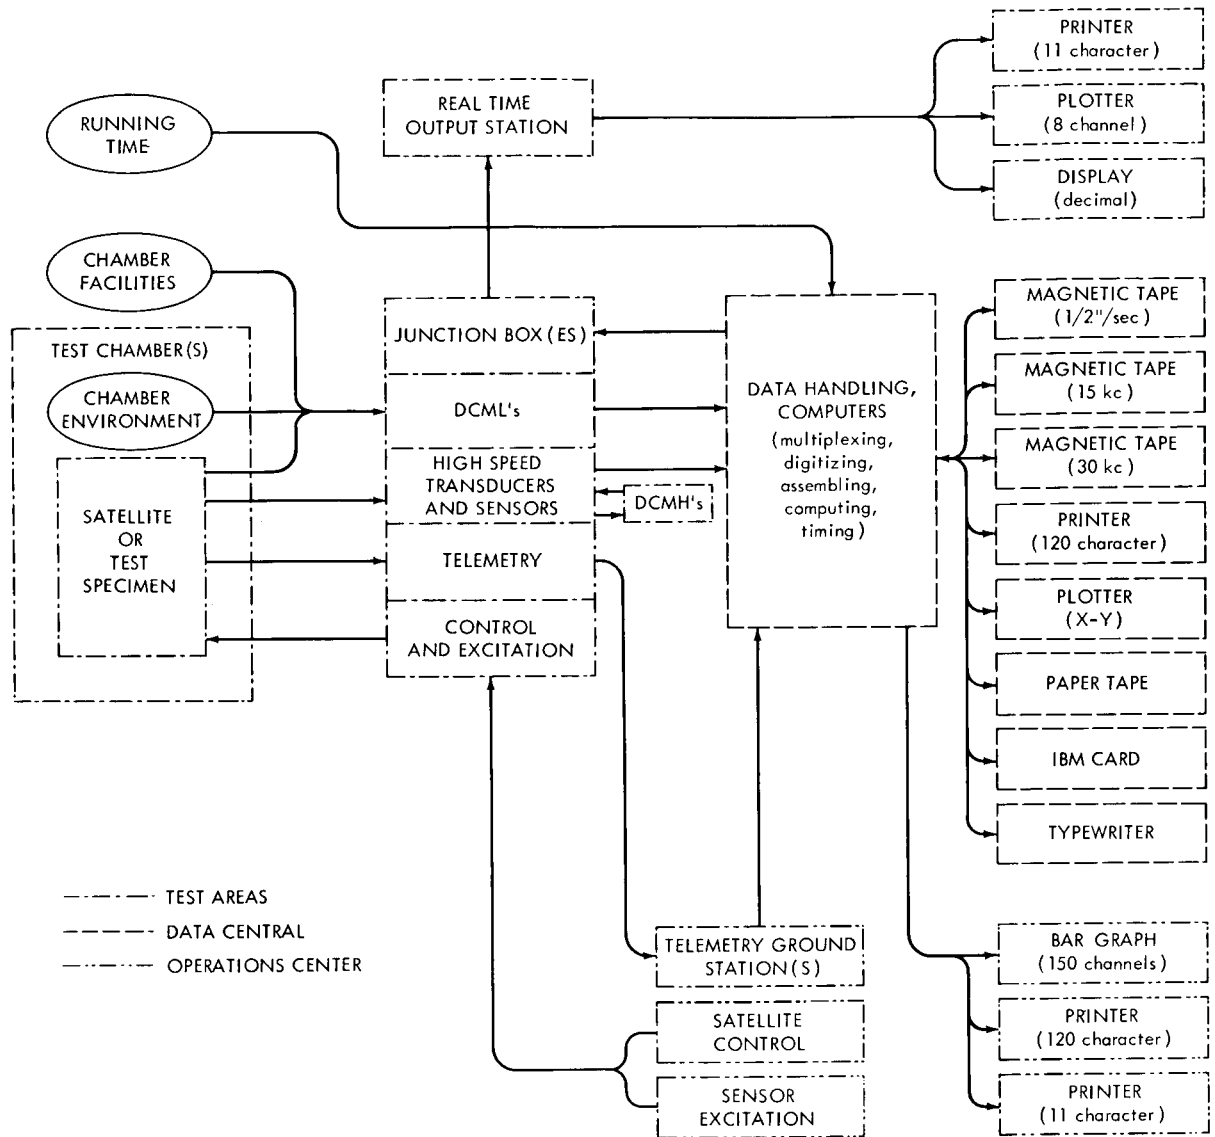 PRINTER
(11 character)
REAL TIME
OUTPUT STATION
PLOTTER
(8 channel)
RUNNING
TIME
DISPLAY
(decimal)
CHAMBER
FACILITIES
TEST CHAMBER(S)
CHAMBER
ENVIRONMENT
SATELLITE
OR
TEST
SPECIMEN
JUNCTION BOX(ES)
DCML's
HIGH SPEED
TRANSDUCERS
AND SENSORS
DCMH's
TELEMETRY
CONTROL
AND EXCITATION
DATA HANDLING,
COMPUTERS
(multiplexing,
digitizing,
assembling,
computing,
timing)
MAGNETIC TAPE
(1/2"/sec)
MAGNETIC TAPE
(15 kc)
MAGNETIC TAPE
(30 kc)
PRINTER
(120 character)
PLOTTER
(X-Y)
PAPER TAPE
IBM CARD
TYPEWRITER
TEST AREAS
DATA CENTRAL
OPERATIONS CENTER
TELEMETRY GROUND
STATION(S)
SATELLITE
CONTROL
SENSOR
EXCITATION
BAR GRAPH
(150 channels)
PRINTER
(120 character)
PRINTER
(11 character)